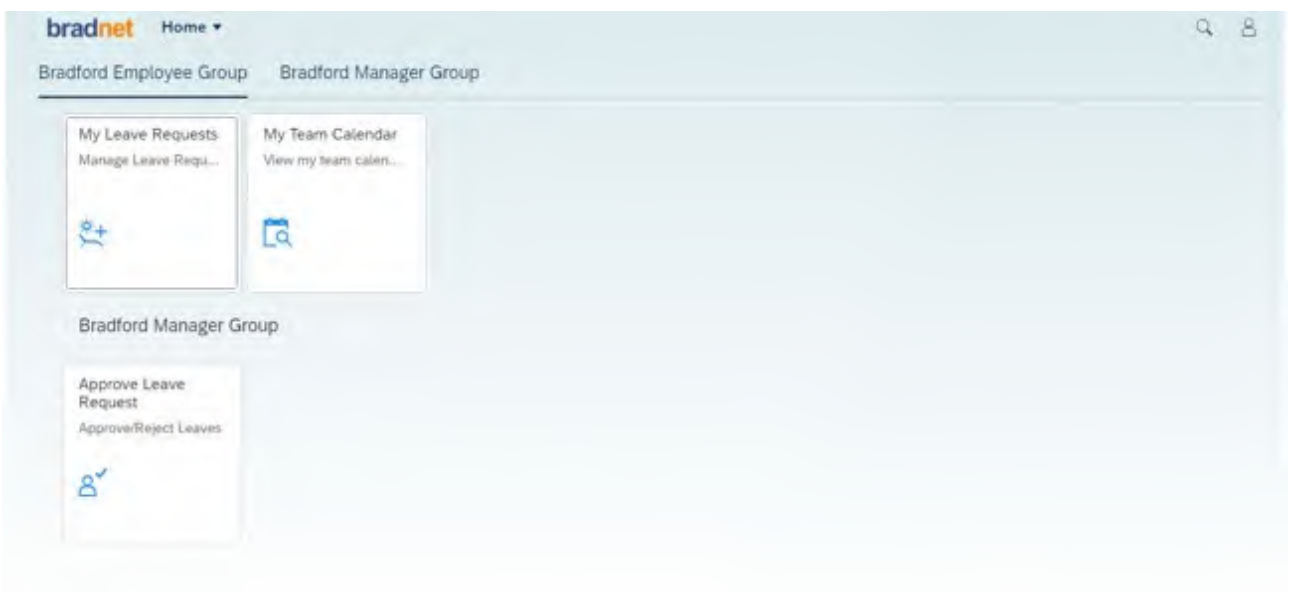 bradnet Home
Bradford Employee Group Bradford Manager Group
My Leave Requests
Manage Leave Requ...
My Team Calendar
View my team calen...
Bradford Manager Group
Approve Leave
Request
Approve/Reject Leaves